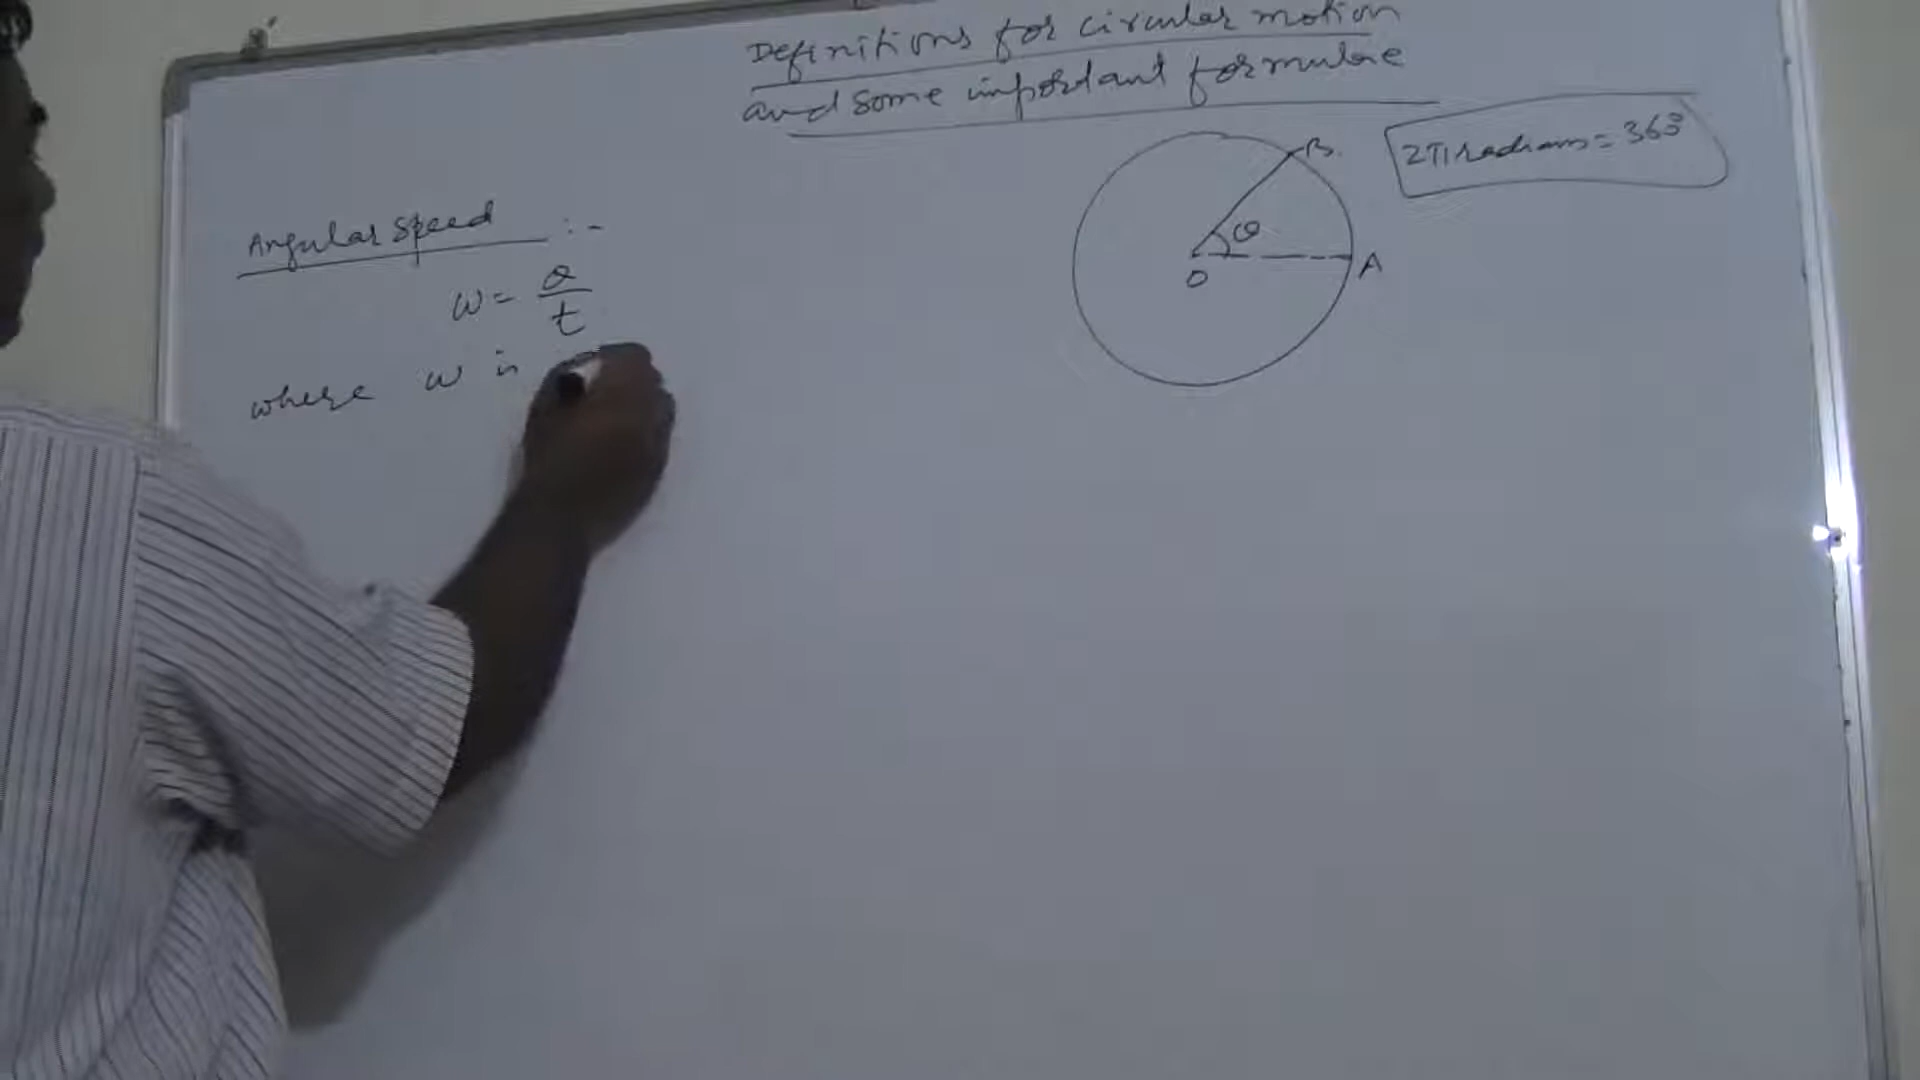 Definitions for circular motion
and some important formulae
2π radians = 360°
B.
θ
O
A
Angular speed :-
ω = θ/t
where ω is